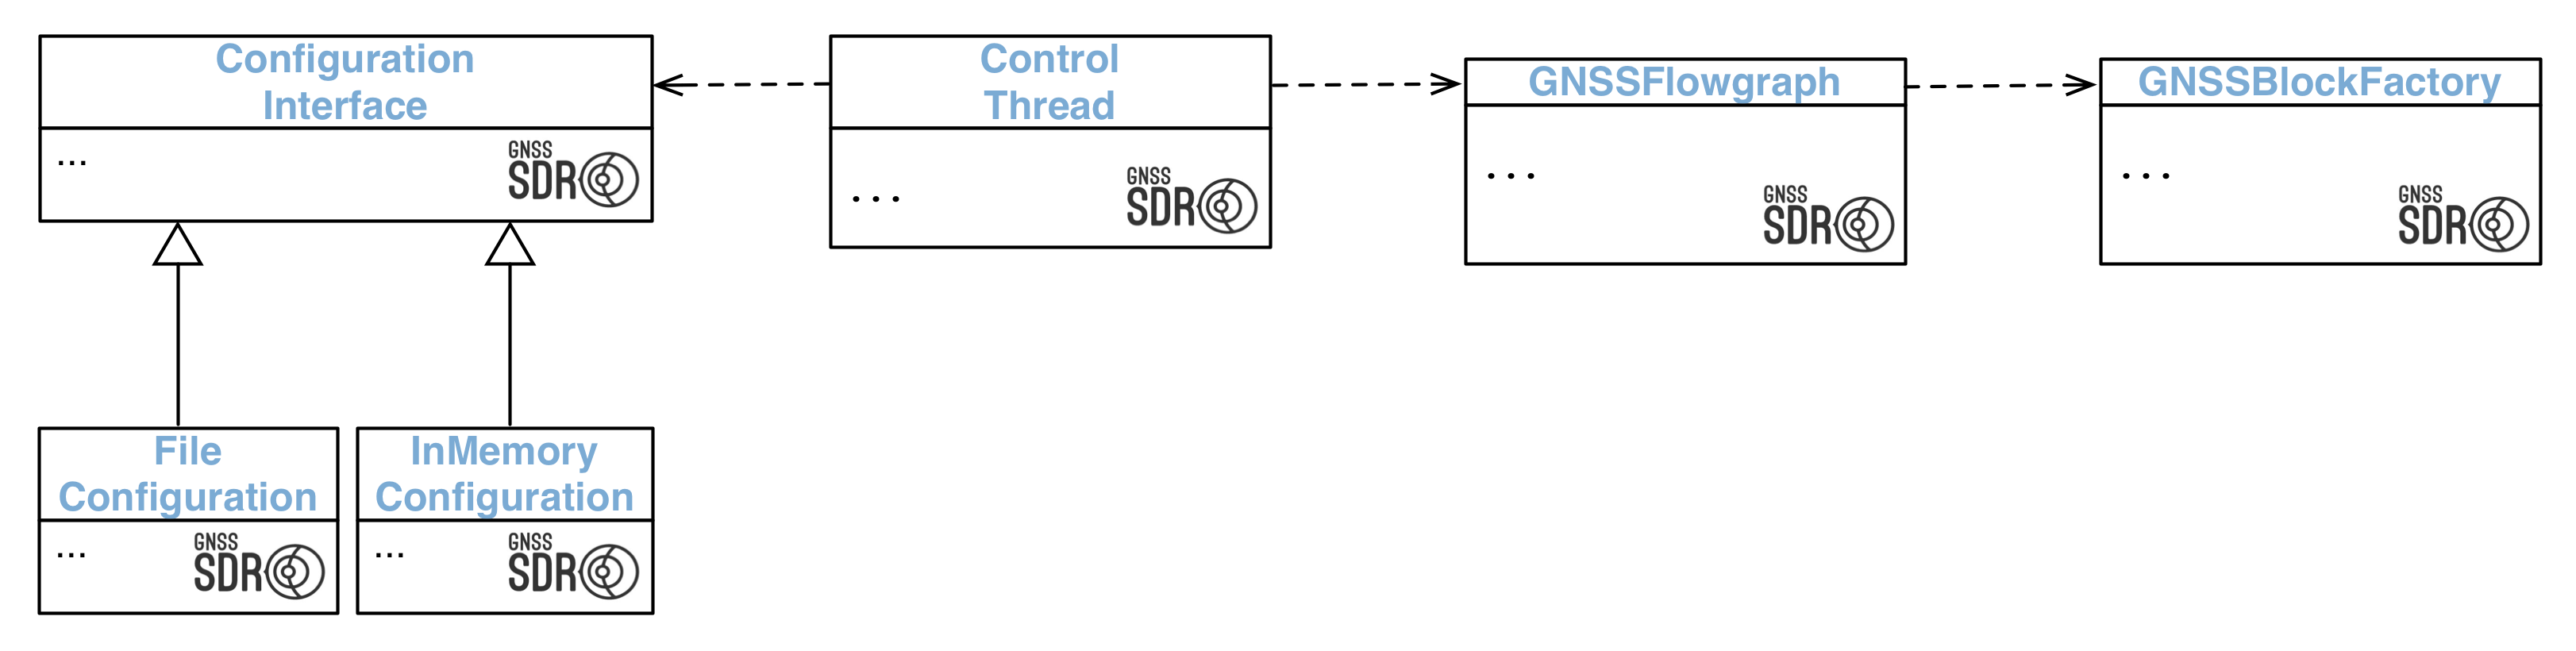 Configuration
Interface
...
GNSS
SDR
Control
Thread
...
GNSS
SDR
GNSSFlowgraph
...
GNSS
SDR
GNSSBlockFactory
...
GNSS
SDR
File
Configuration
...
GNSS
SDR
InMemory
Configuration
...
GNSS
SDR